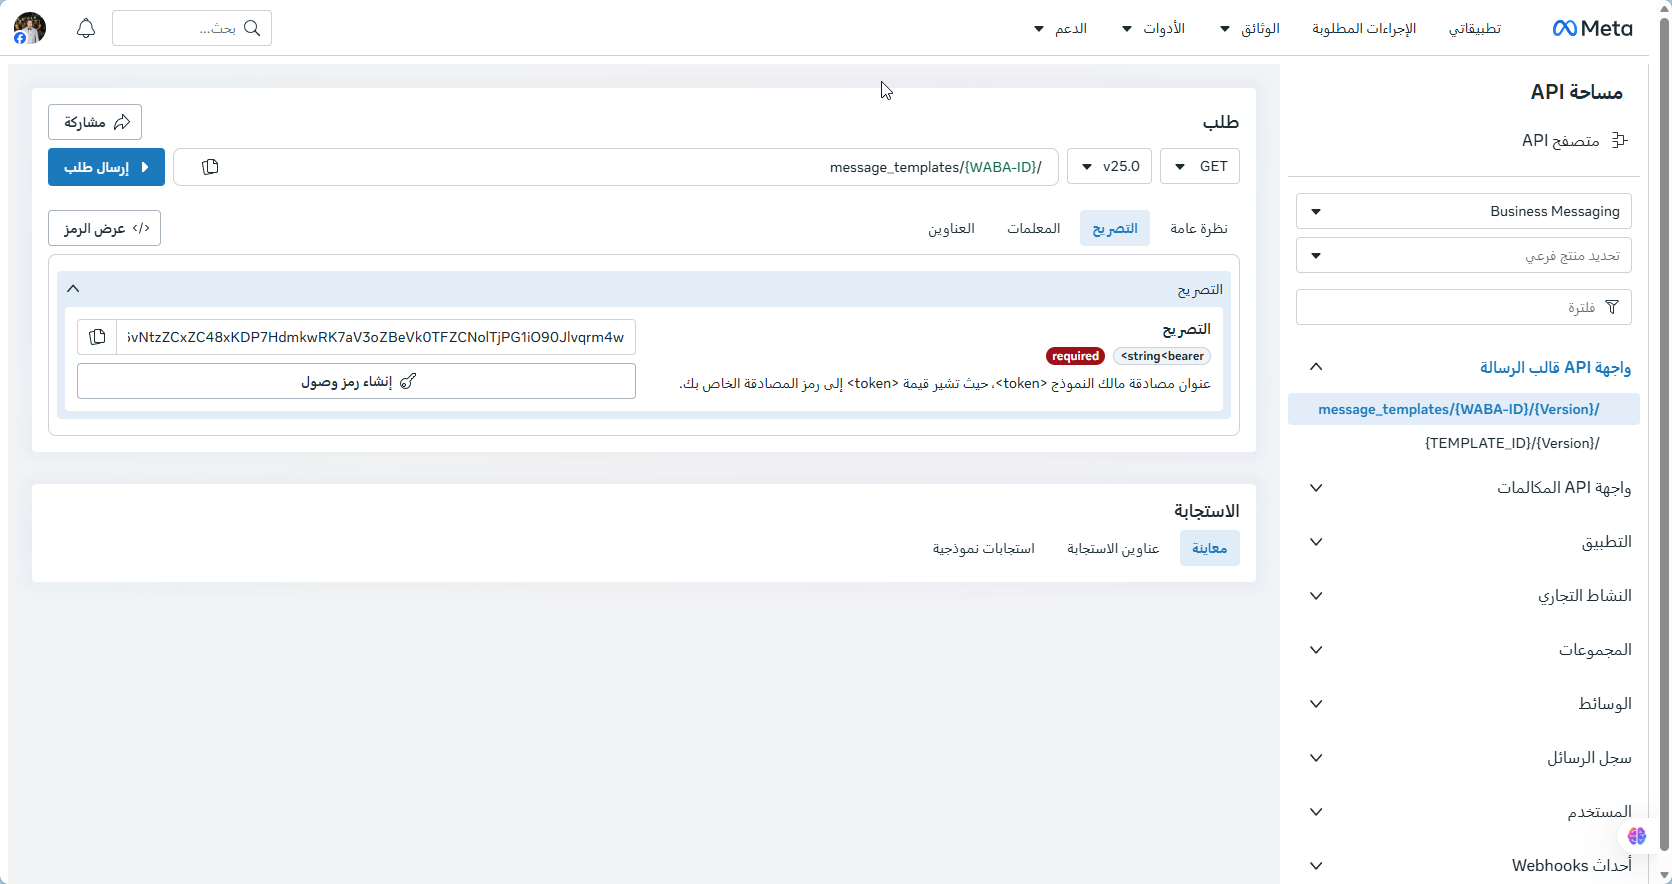 Meta
تطبيقاتي
الإجراءات المطلوبة
الوثائق
الأدوات
الدعم
بحث...
مساحة API
متصفح API
Business Messaging
تحديد منتج فرعي
فلترة
واجهة API قالب الرسالة
message_templates/{WABA-ID}/{Version}/
{TEMPLATE_ID}/{Version}/
واجهة API المكالمات
التطبيق
النشاط التجاري
المجموعات
الوسائط
سجل الرسائل
المستخدم
أحداث Webhooks
طلب
مشاركة
GET
v25.0
message_templates/{WABA-ID}/
إرسال طلب
نظرة عامة
التصريح
المعلمات
العناوين
</> عرض الرمز
التصريح
التصريح
<string<bearer
required
عنوان مصادقة مالك النموذج <token>، حيث تشير قيمة <token> إلى رمز المصادقة الخاص بك.
vNtzZCxZC48xKDP7HdmkwRK7aV3oZBeVk0TFZCNolTjPG1iO90Jlvqrm4w
إنشاء رمز وصول
الاستجابة
معاينة
عناوين الاستجابة
استجابات نموذجية